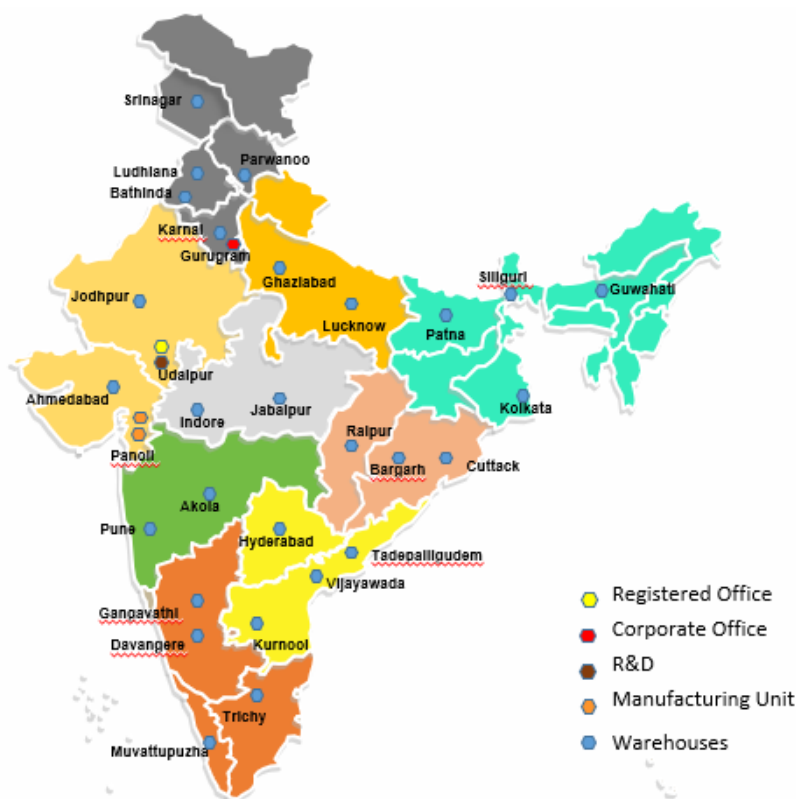 Srinagar
Parwanoo
Ludhiana
Bathinda
Karnal
Gurugram
Ghaziabad
Siliguri
Guwahati
Jodhpur
Lucknow
Patna
Udaipur
Ahmedabad
Indore
Jabalpur
Kolkata
Raipur
Panoli
Bargarh
Cuttack
Akola
Pune
Hyderabad
Tadepalligudem
Vijayawada
Gangavathi
Davangere
Kurnool
Trichy
Muvattupuzha
Registered Office
Corporate Office
R&D
Manufacturing Unit
Warehouses